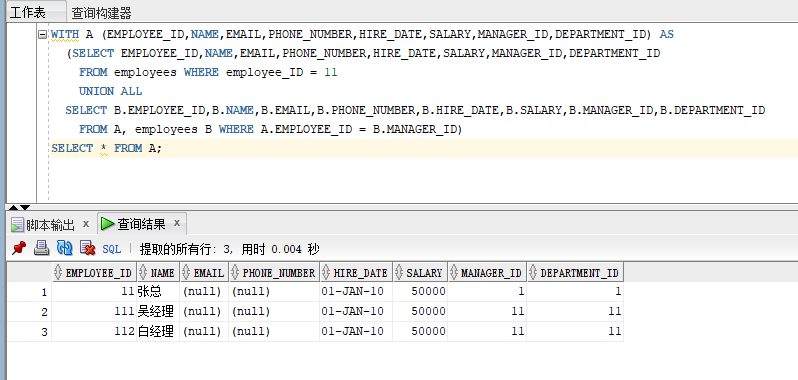 工作表 查询构建器
WITH A (EMPLOYEE_ID,NAME,EMAIL,PHONE_NUMBER,HIRE_DATE,SALARY,MANAGER_ID,DEPARTMENT_ID) AS
(SELECT EMPLOYEE_ID,NAME,EMAIL,PHONE_NUMBER,HIRE_DATE,SALARY,MANAGER_ID,DEPARTMENT_ID
FROM employees WHERE employee_ID = 11
UNION ALL
SELECT B.EMPLOYEE_ID,B.NAME,B.EMAIL,B.PHONE_NUMBER,B.HIRE_DATE,B.SALARY,B.MANAGER_ID,B.DEPARTMENT_ID
FROM A, employees B WHERE A.EMPLOYEE_ID = B.MANAGER_ID)
SELECT * FROM A;
脚本输出 × 查询结果 ×
SQL | 提取的所有行: 3, 用时 0.004 秒
EMPLOYEE_ID NAME EMAIL PHONE_NUMBER HIRE_DATE SALARY MANAGER_ID DEPARTMENT_ID
1 11 张总 (null) (null) 01-JAN-10 50000 1 1
2 111 吴经理 (null) (null) 01-JAN-10 50000 11 11
3 112 白经理 (null) (null) 01-JAN-10 50000 11 11